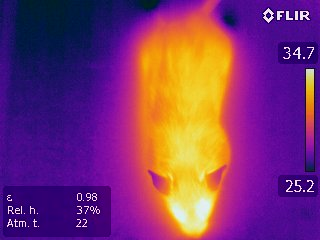 FLIR
34.7
25.2
ε 0.98
Rel. h. 37%
Atm. t. 22